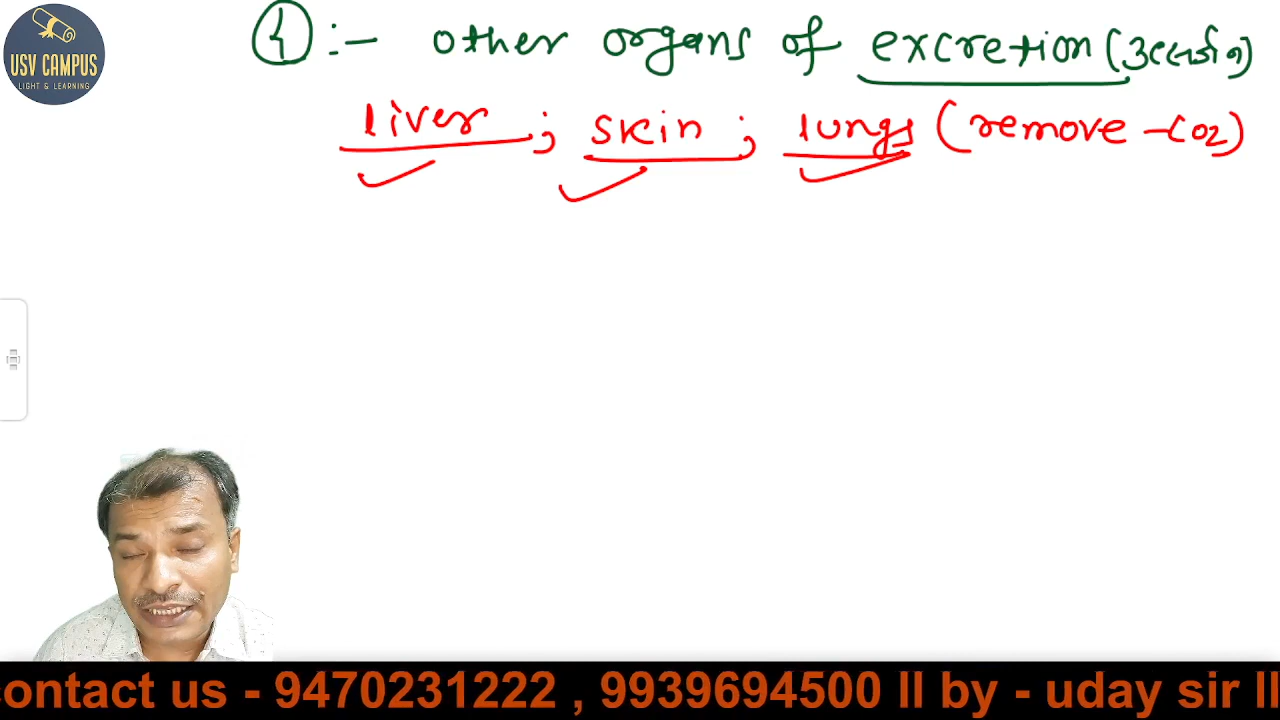 USV CAMPUS
LIGHT & LEARNING
④ :- other organs of excretion (उत्सर्जन)
liver ; skin ; lungs (remove - CO2)
contact us - 9470231222 , 9939694500 ll by - uday sir ll